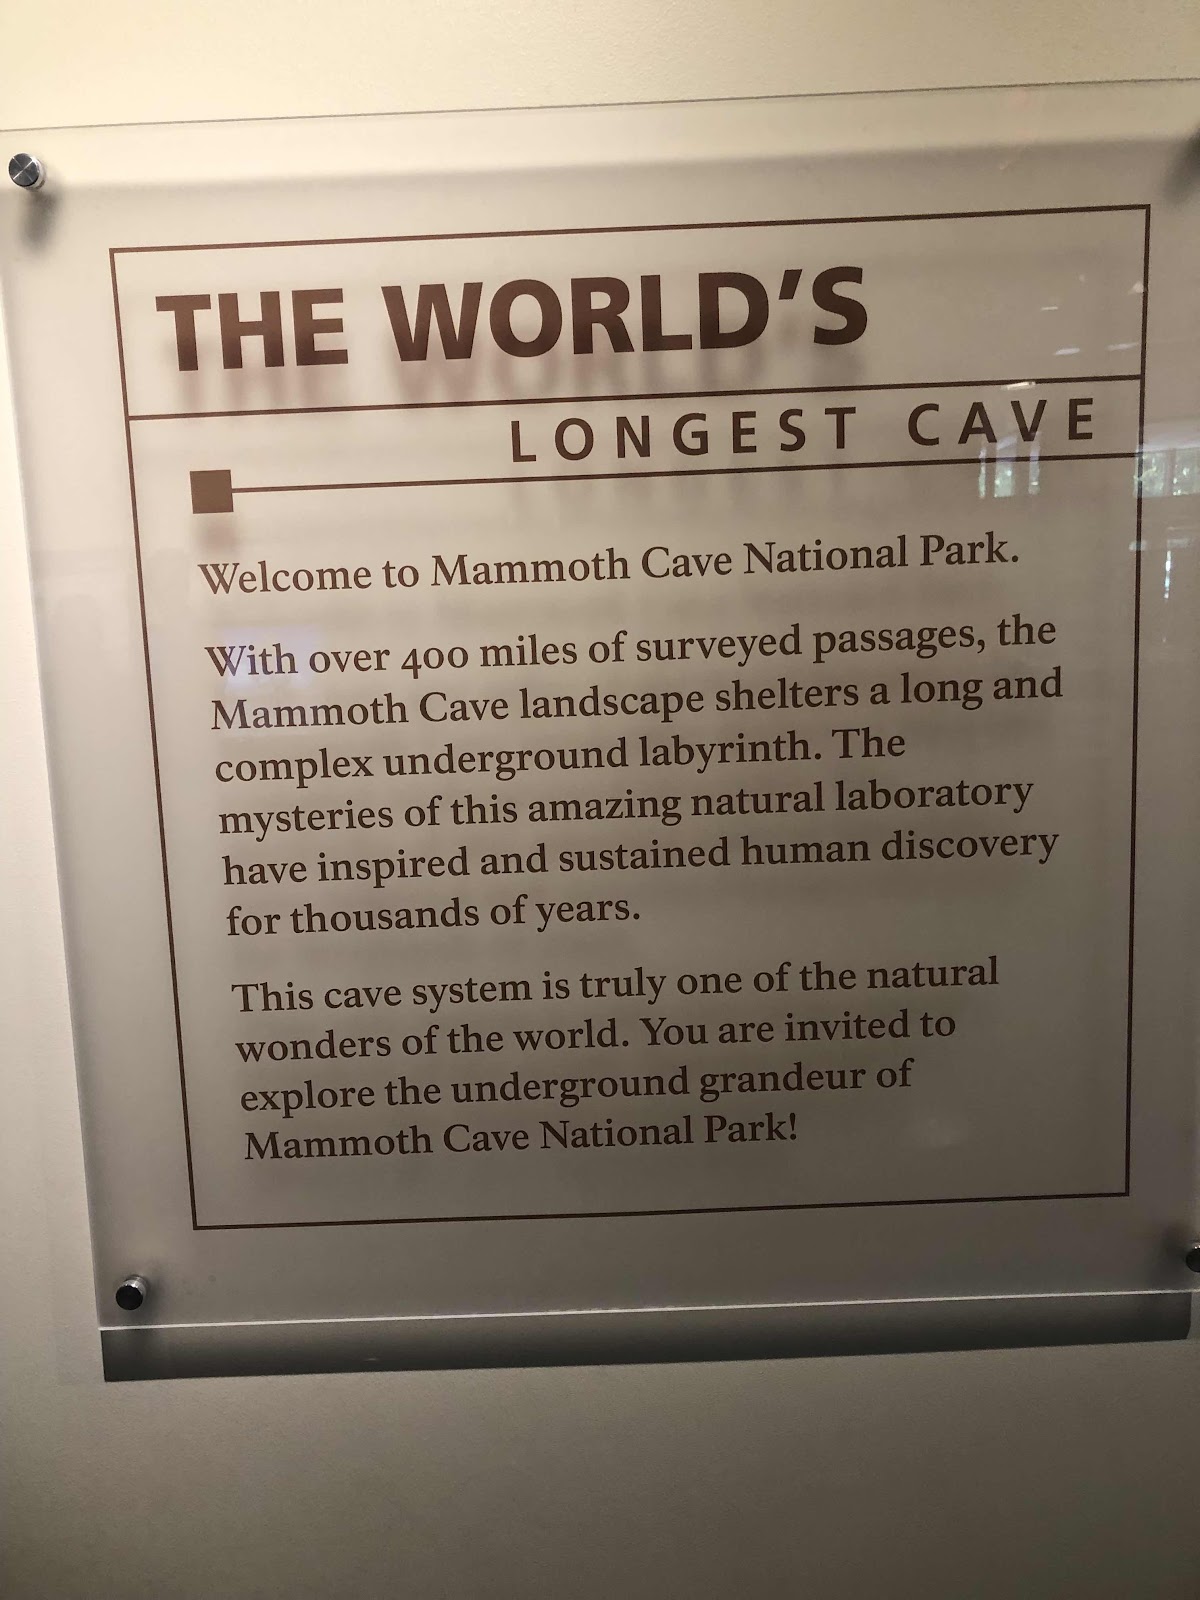 THE WORLD'S
LONGEST CAVE
Welcome to Mammoth Cave National Park.
With over 400 miles of surveyed passages, the
Mammoth Cave landscape shelters a long and
complex underground labyrinth. The
mysteries of this amazing natural laboratory
have inspired and sustained human discovery
for thousands of years.
This cave system is truly one of the natural
wonders of the world. You are invited to
explore the underground grandeur of
Mammoth Cave National Park!